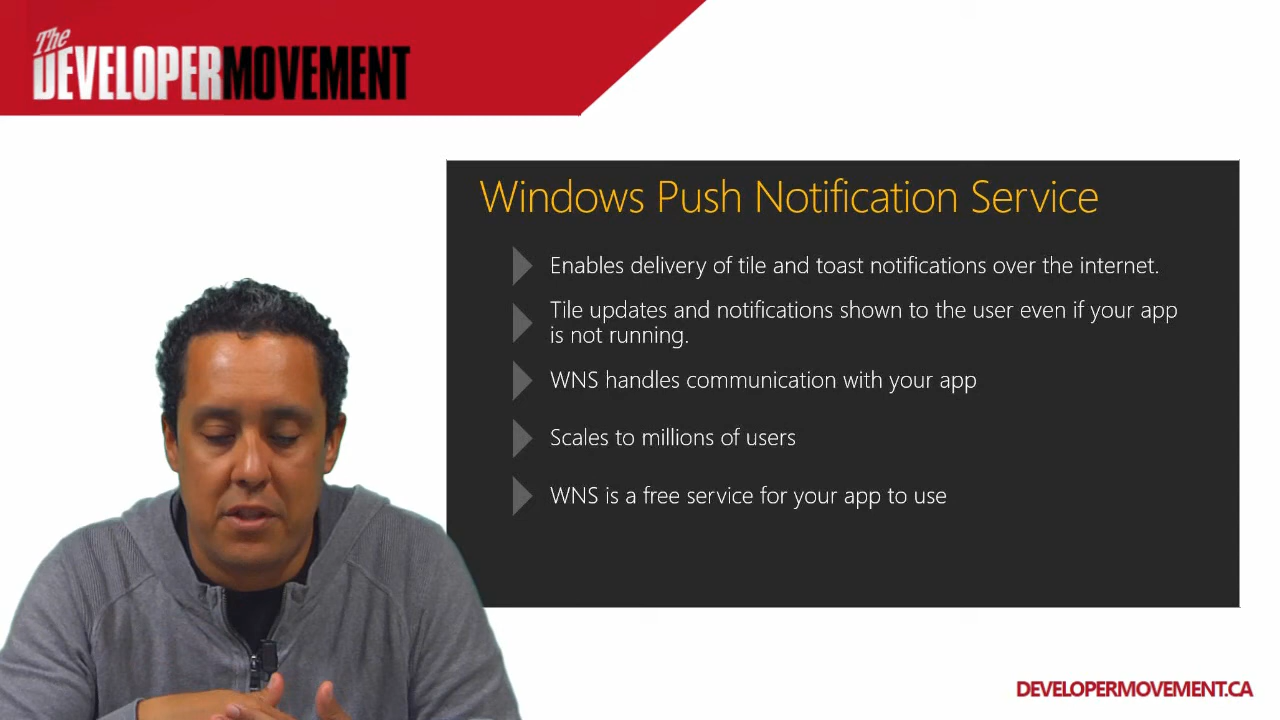 The
DEVELOPERMOVEMENT
Windows Push Notification Service
Enables delivery of tile and toast notifications over the internet.
Tile updates and notifications shown to the user even if your app
is not running.
WNS handles communication with your app
Scales to millions of users
WNS is a free service for your app to use
DEVELOPERMOVEMENT.CA